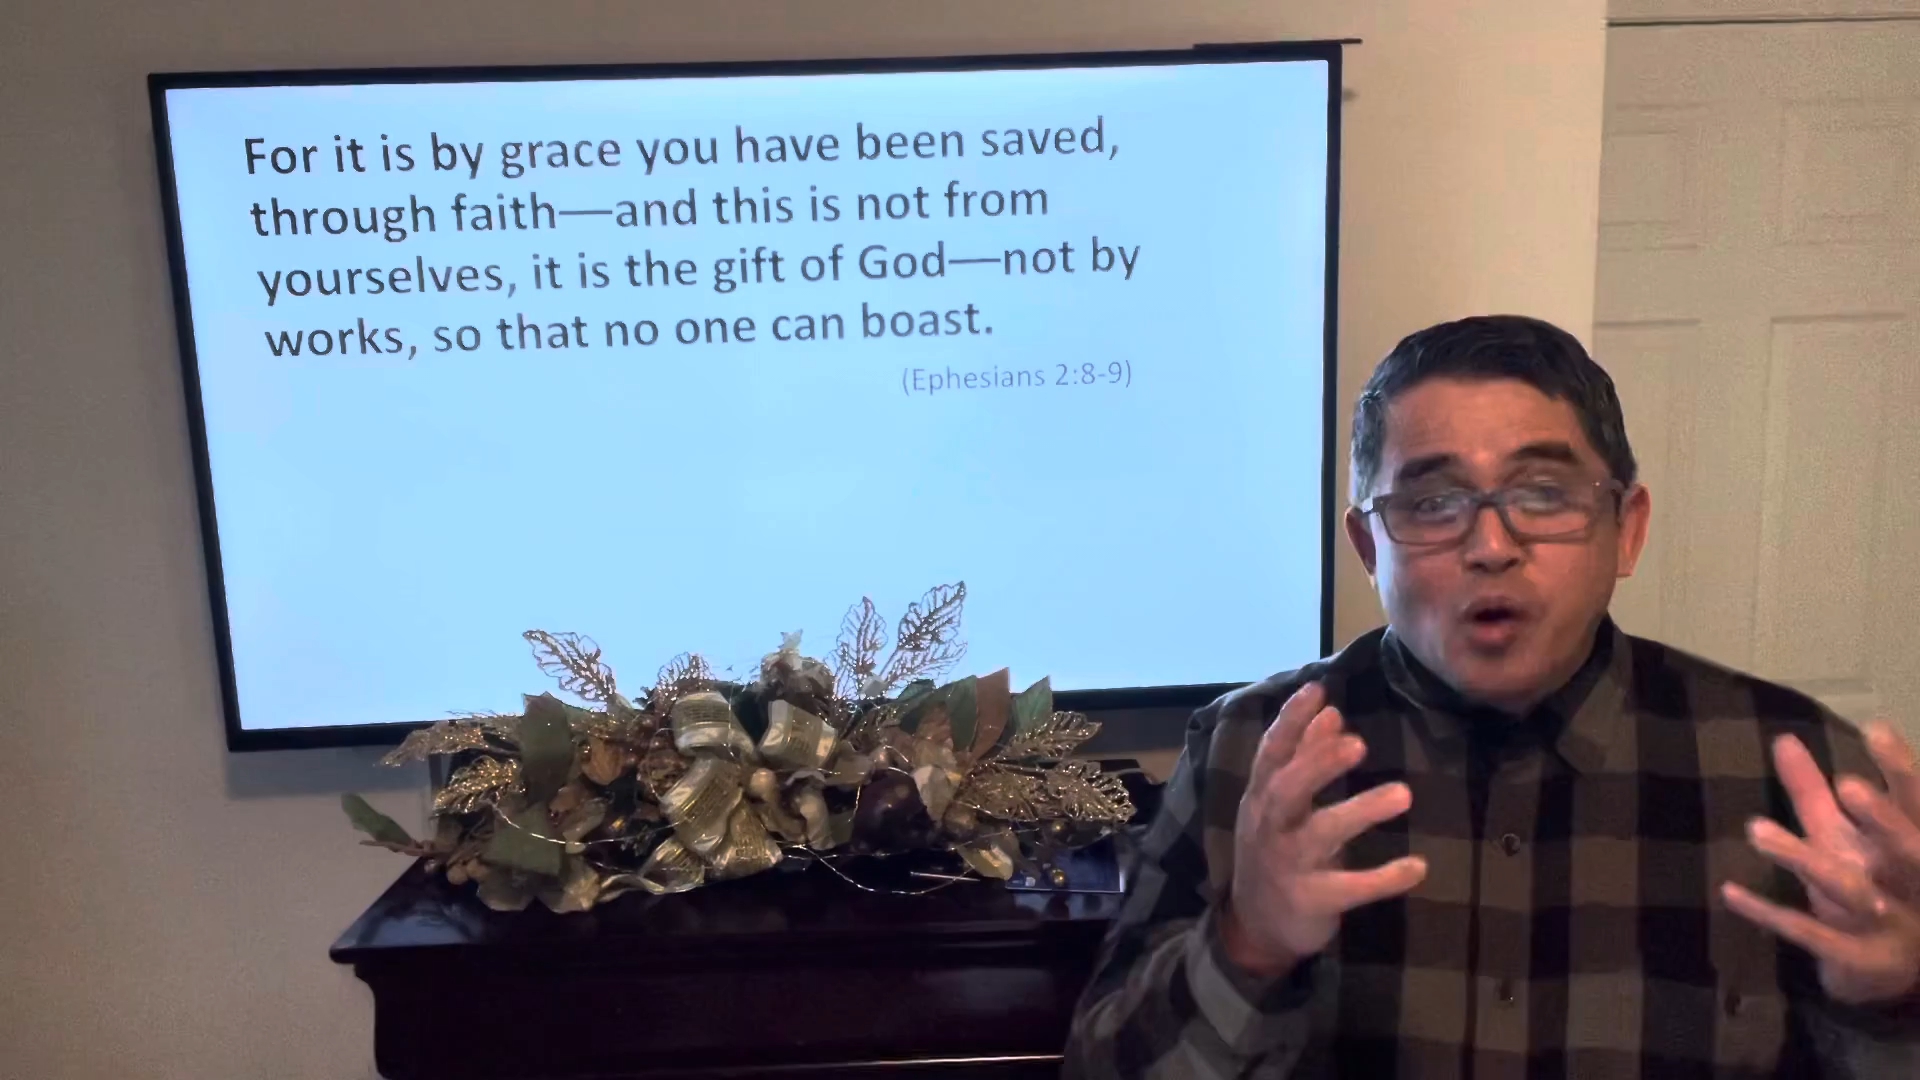 For it is by grace you have been saved,
through faith—and this is not from
yourselves, it is the gift of God—not by
works, so that no one can boast.
(Ephesians 2:8-9)